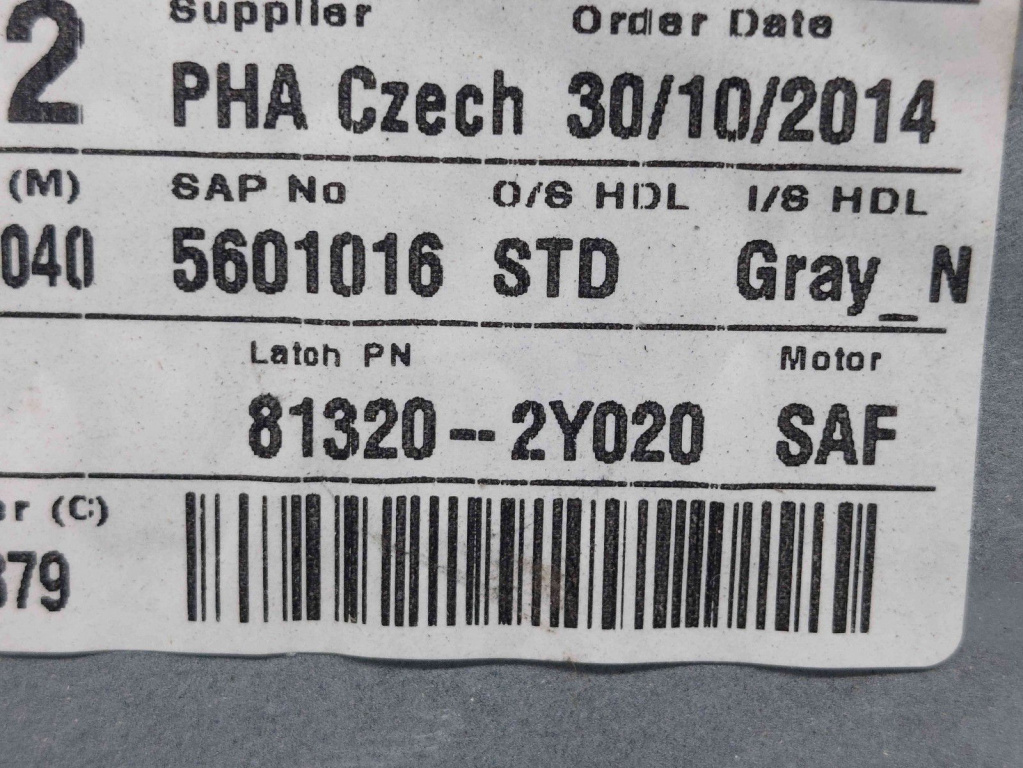 2 Supplier Order Date
PHA Czech 30/10/2014
(M) SAP No O/S HDL I/S HDL
040 5601016 STD Gray_N
Latch PN Motor
81320--2Y020 SAF
r (C)
379